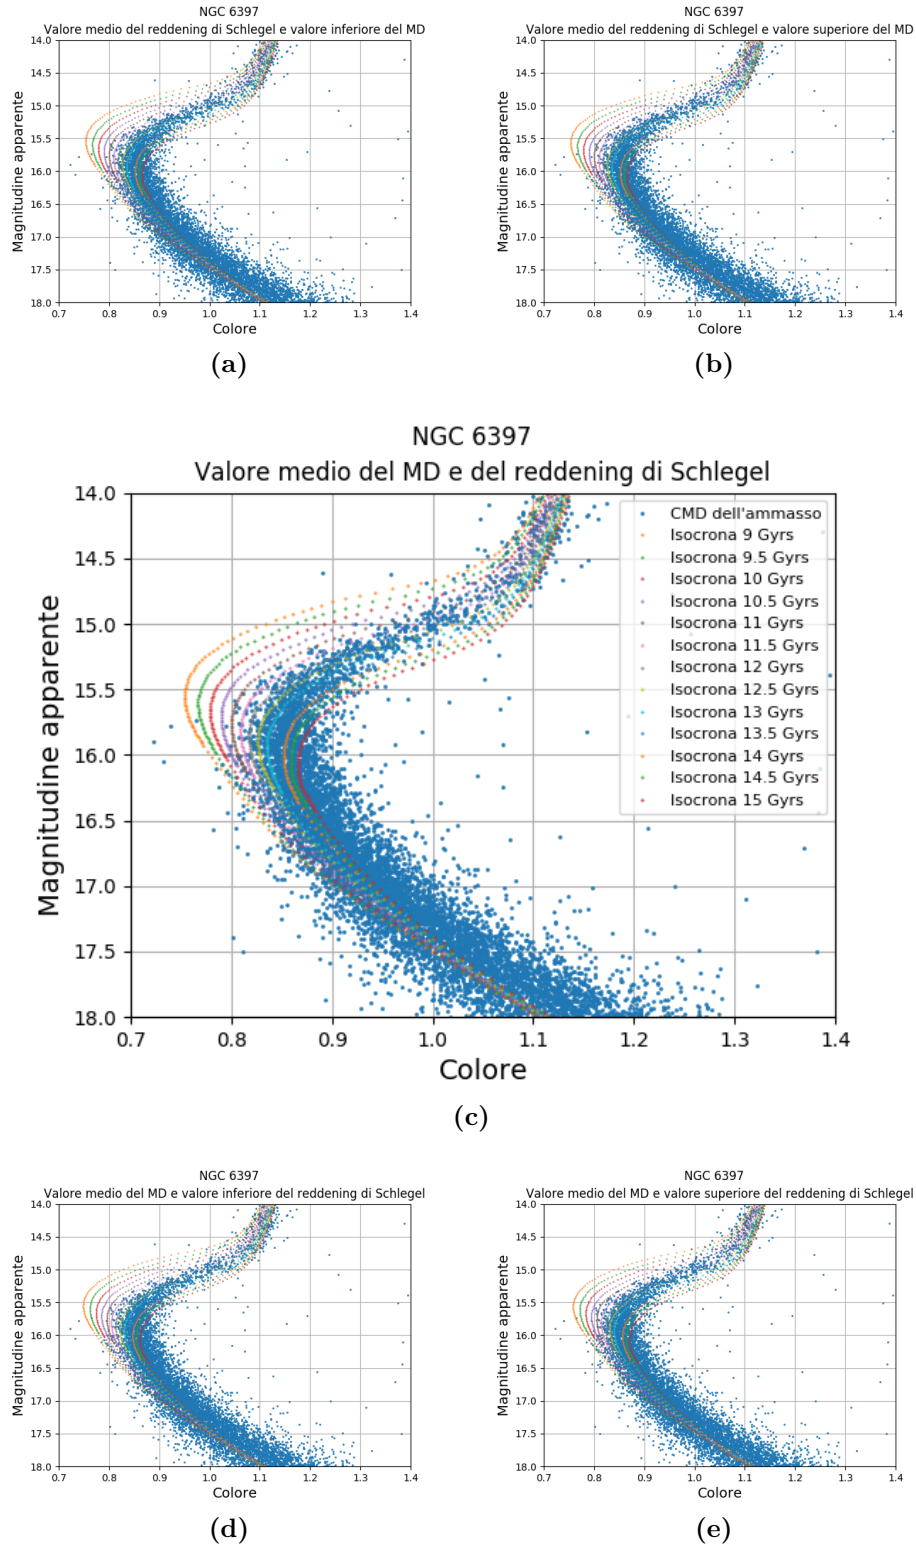 NGC 6397
Valore medio del reddening di Schlegel e valore inferiore del MD
14.0
14.5
15.0
15.5
16.0
16.5
17.0
17.5
18.0
Magnitudine apparente
0.7 0.8 0.9 1.0 1.1 1.2 1.3 1.4
Colore
(a)
NGC 6397
Valore medio del reddening di Schlegel e valore superiore del MD
14.0
14.5
15.0
15.5
16.0
16.5
17.0
17.5
18.0
Magnitudine apparente
0.7 0.8 0.9 1.0 1.1 1.2 1.3 1.4
Colore
(b)
NGC 6397
Valore medio del MD e del reddening di Schlegel
14.0
14.5
15.0
15.5
16.0
16.5
17.0
17.5
18.0
Magnitudine apparente
CMD dell'ammasso
Isocrona 9 Gyrs
Isocrona 9.5 Gyrs
Isocrona 10 Gyrs
Isocrona 10.5 Gyrs
Isocrona 11 Gyrs
Isocrona 11.5 Gyrs
Isocrona 12 Gyrs
Isocrona 12.5 Gyrs
Isocrona 13 Gyrs
Isocrona 13.5 Gyrs
Isocrona 14 Gyrs
Isocrona 14.5 Gyrs
Isocrona 15 Gyrs
0.7 0.8 0.9 1.0 1.1 1.2 1.3 1.4
Colore
(c)
NGC 6397
Valore medio del MD e valore inferiore del reddening di Schlegel
14.0
14.5
15.0
15.5
16.0
16.5
17.0
17.5
18.0
Magnitudine apparente
0.7 0.8 0.9 1.0 1.1 1.2 1.3 1.4
Colore
(d)
NGC 6397
Valore medio del MD e valore superiore del reddening di Schlegel
14.0
14.5
15.0
15.5
16.0
16.5
17.0
17.5
18.0
Magnitudine apparente
0.7 0.8 0.9 1.0 1.1 1.2 1.3 1.4
Colore
(e)